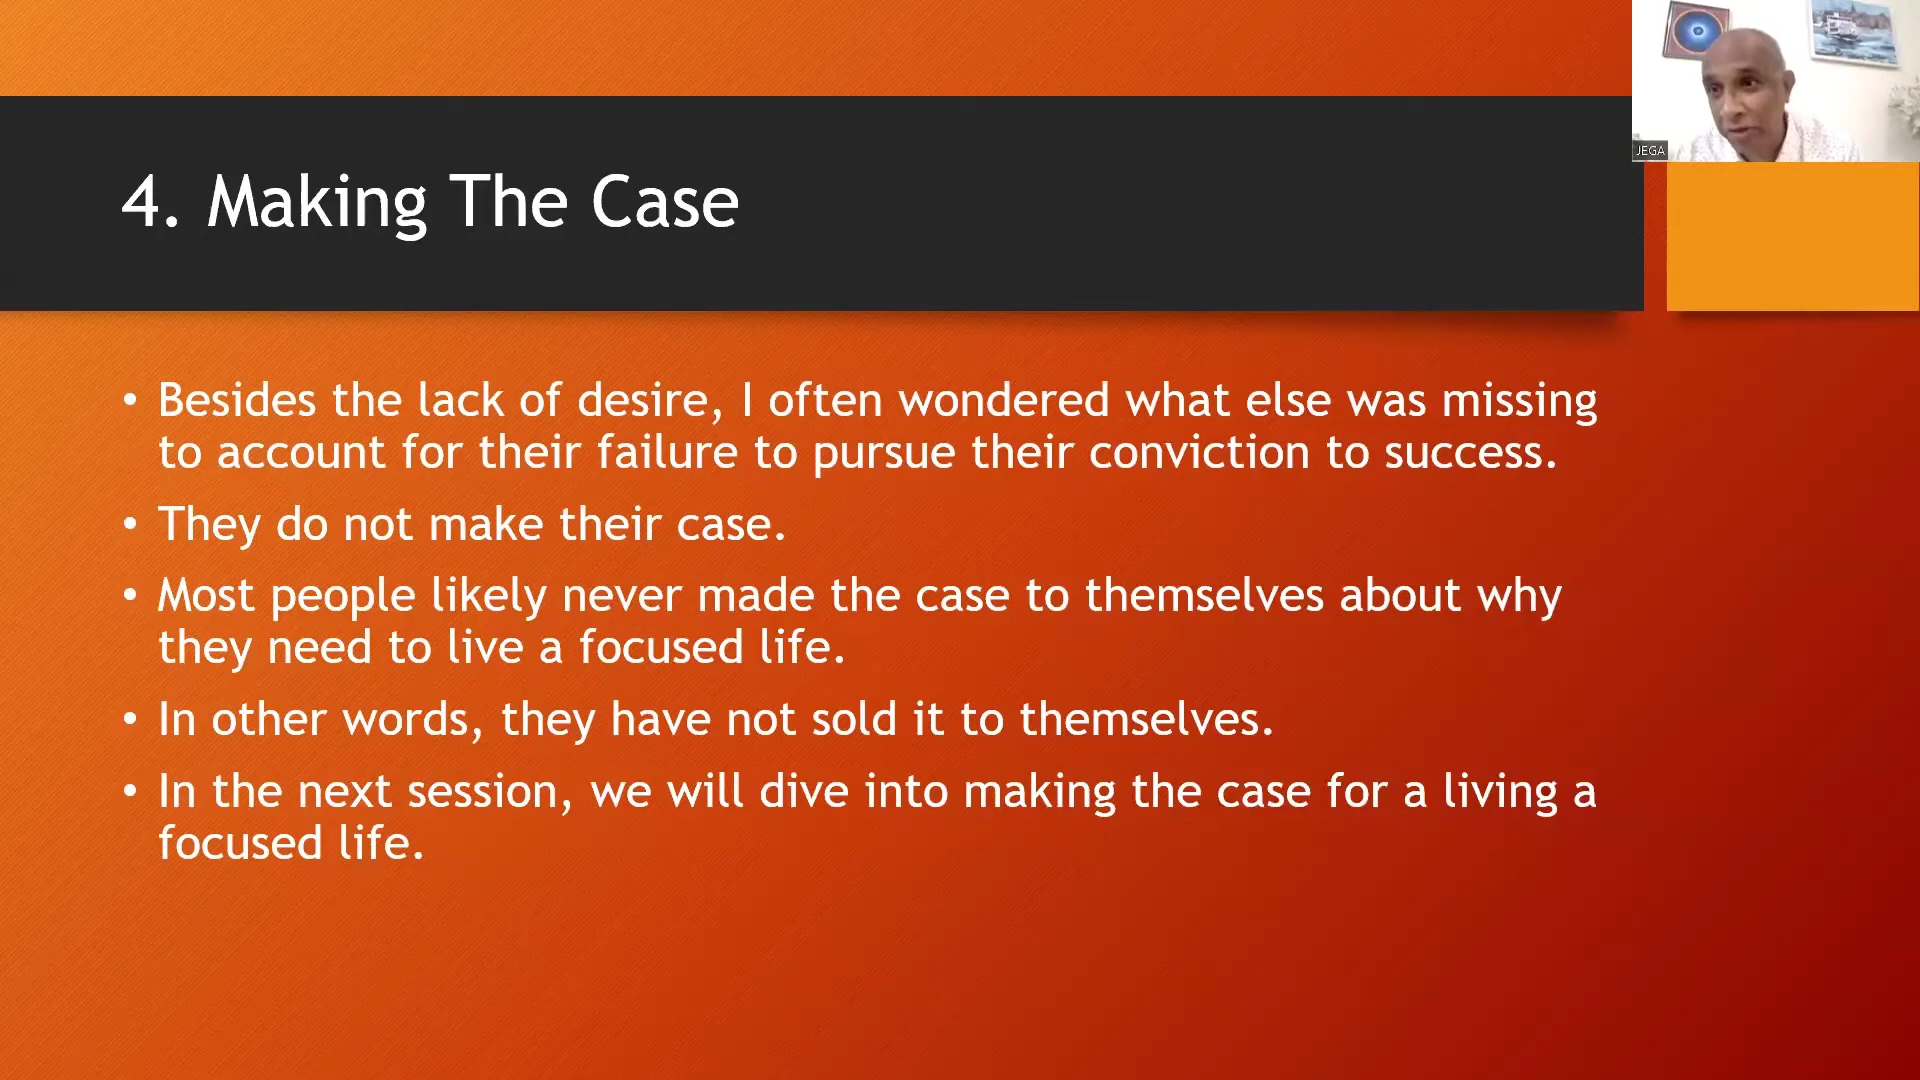 JEGA
4. Making The Case
• Besides the lack of desire, I often wondered what else was missing
to account for their failure to pursue their conviction to success.
• They do not make their case.
• Most people likely never made the case to themselves about why
they need to live a focused life.
• In other words, they have not sold it to themselves.
• In the next session, we will dive into making the case for a living a
focused life.